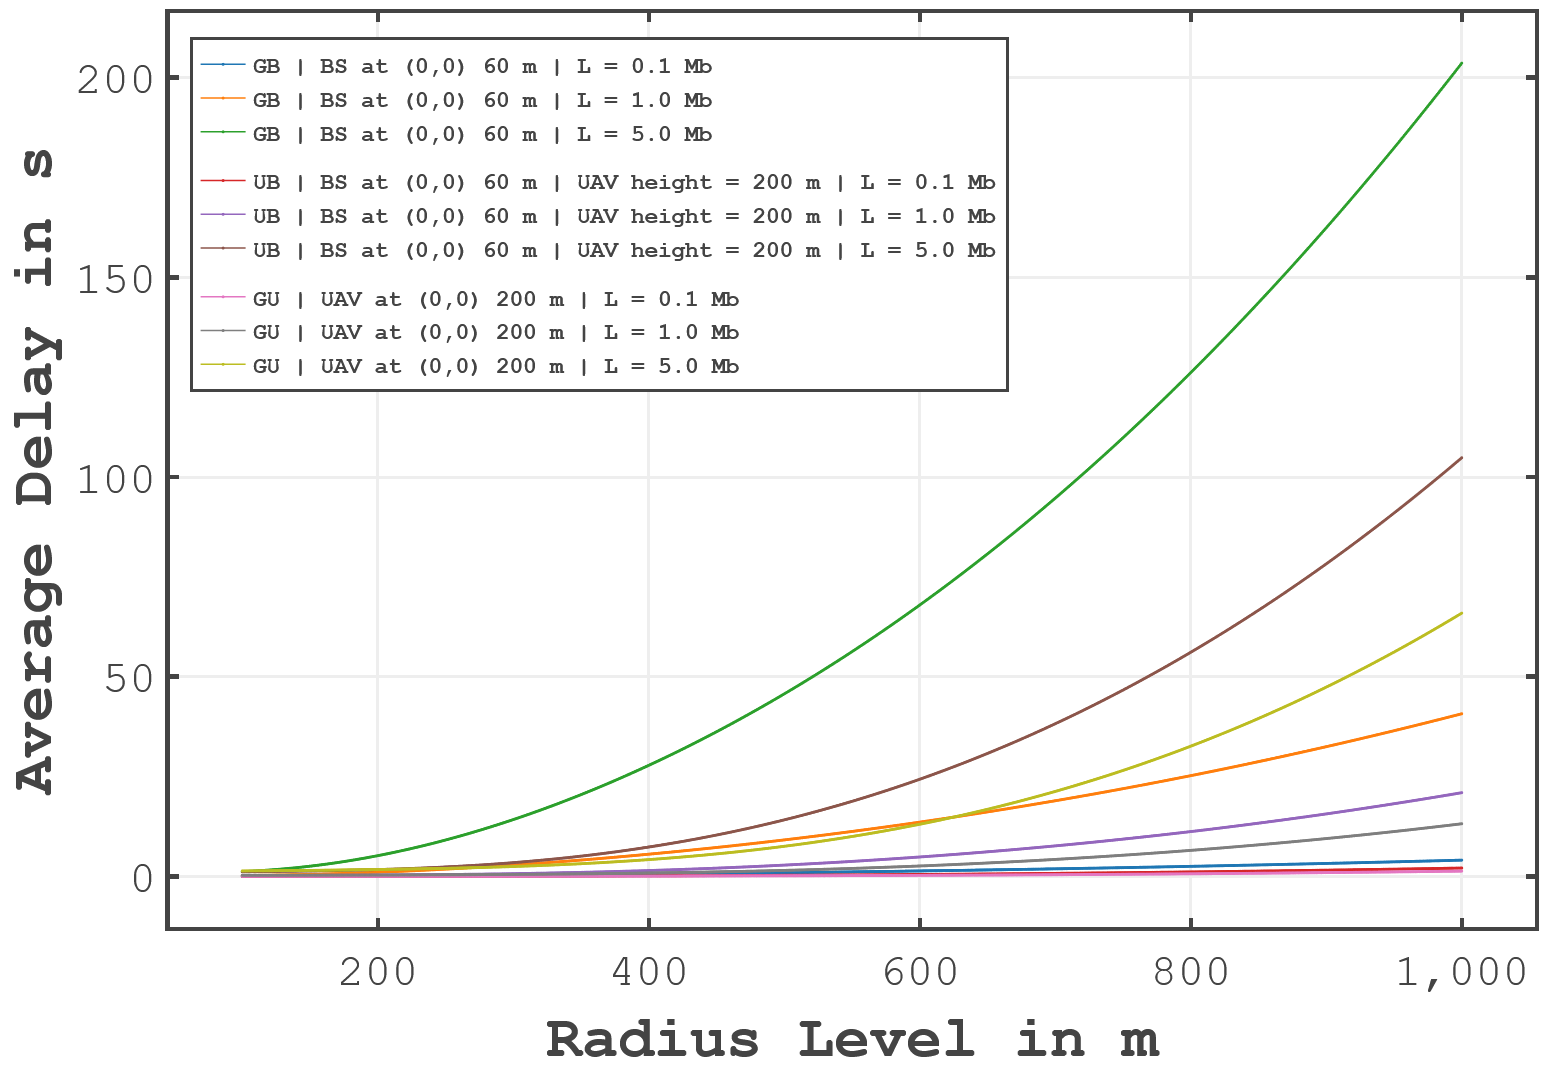 GB | BS at (0,0) 60 m | L = 0.1 Mb
GB | BS at (0,0) 60 m | L = 1.0 Mb
GB | BS at (0,0) 60 m | L = 5.0 Mb
UB | BS at (0,0) 60 m | UAV height = 200 m | L = 0.1 Mb
UB | BS at (0,0) 60 m | UAV height = 200 m | L = 1.0 Mb
UB | BS at (0,0) 60 m | UAV height = 200 m | L = 5.0 Mb
GU | UAV at (0,0) 200 m | L = 0.1 Mb
GU | UAV at (0,0) 200 m | L = 1.0 Mb
GU | UAV at (0,0) 200 m | L = 5.0 Mb
Average Delay in s
200
150
100
50
0
200
400
600
800
1,000
Radius Level in m